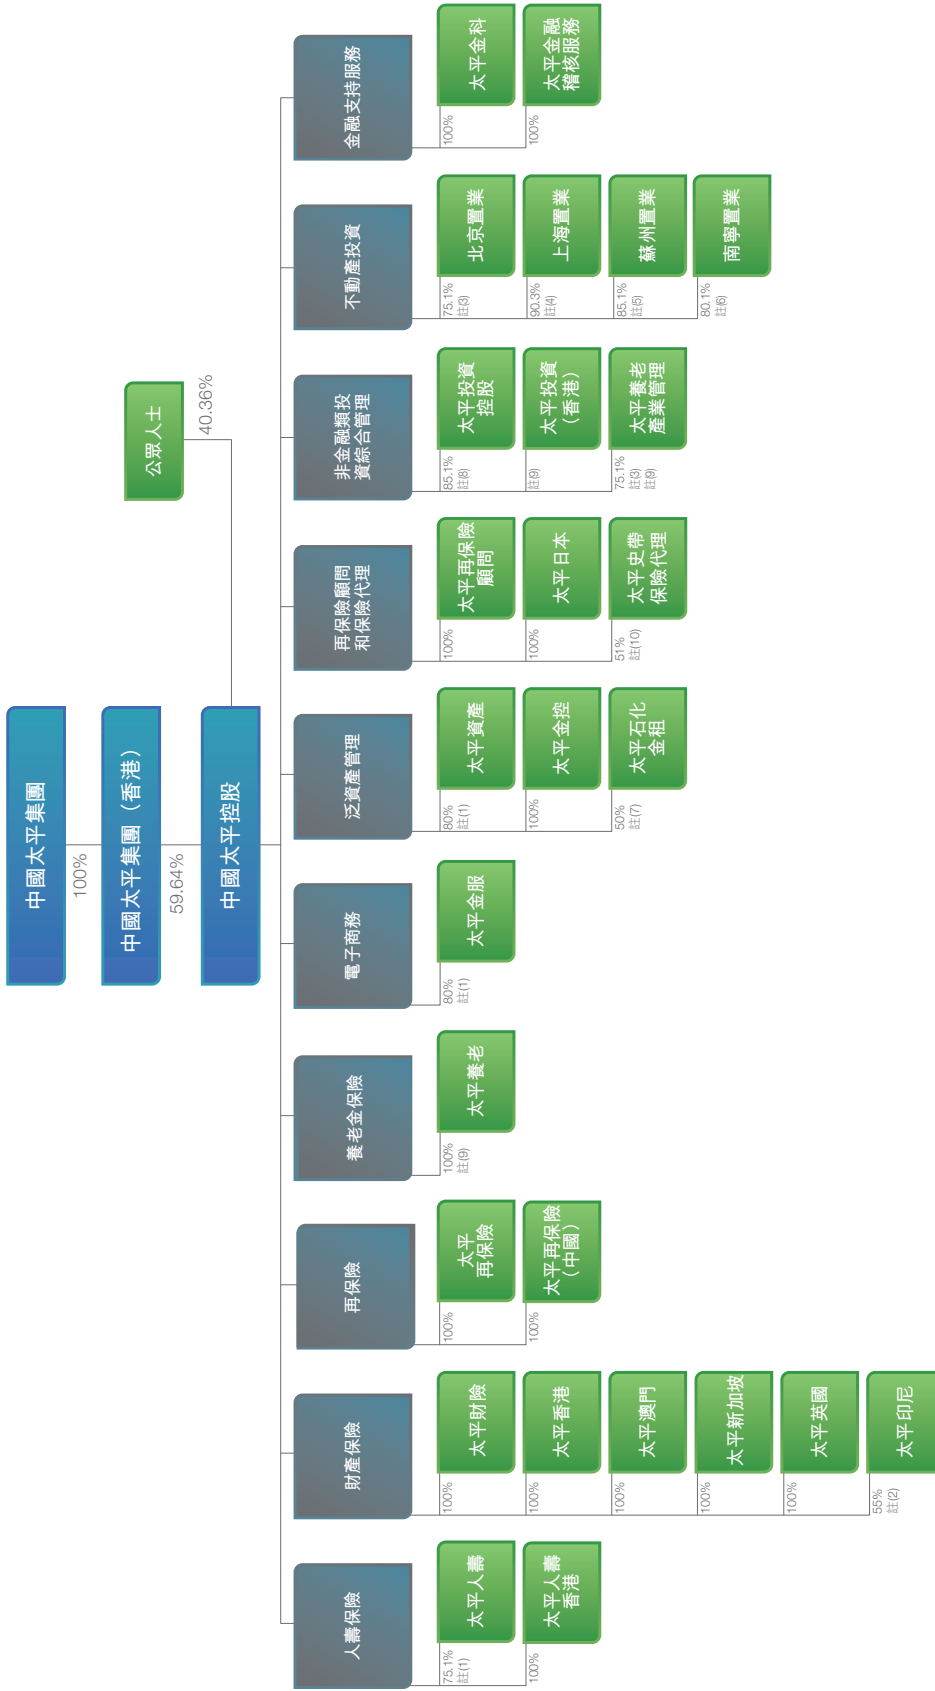 中國太平集團
100%
中國太平集團（香港）
59.64%
中國太平控股
公眾人士
40.36%
人壽保險
75.1%
註(1)
太平人壽
100%
太平人壽
香港
財產保險
100%
太平財險
100%
太平香港
100%
太平澳門
100%
太平新加坡
100%
太平英國
55%
註(2)
太平印尼
再保險
100%
太平
再保險
100%
太平再保險
（中國）
養老金保險
100%
註(9)
太平養老
電子商務
80%
註(1)
太平金服
泛資產管理
80%
註(1)
太平資產
100%
太平金控
50%
註(7)
太平石化
金租
再保險顧問
和保險代理
100%
太平再保險
顧問
100%
太平日本
51%
註(10)
太平史帶
保險代理
非金融類投
資綜合管理
85.1%
註(8)
太平投資
控股
註(9)
太平投資
（香港）
75.1%
註(3)
註(9)
太平養老
產業管理
不動產投資
75.1%
註(3)
北京置業
90.3%
註(4)
上海置業
85.1%
註(5)
蘇州置業
80.1%
註(6)
南寧置業
金融支持服務
100%
太平金科
100%
太平金融
稽核服務